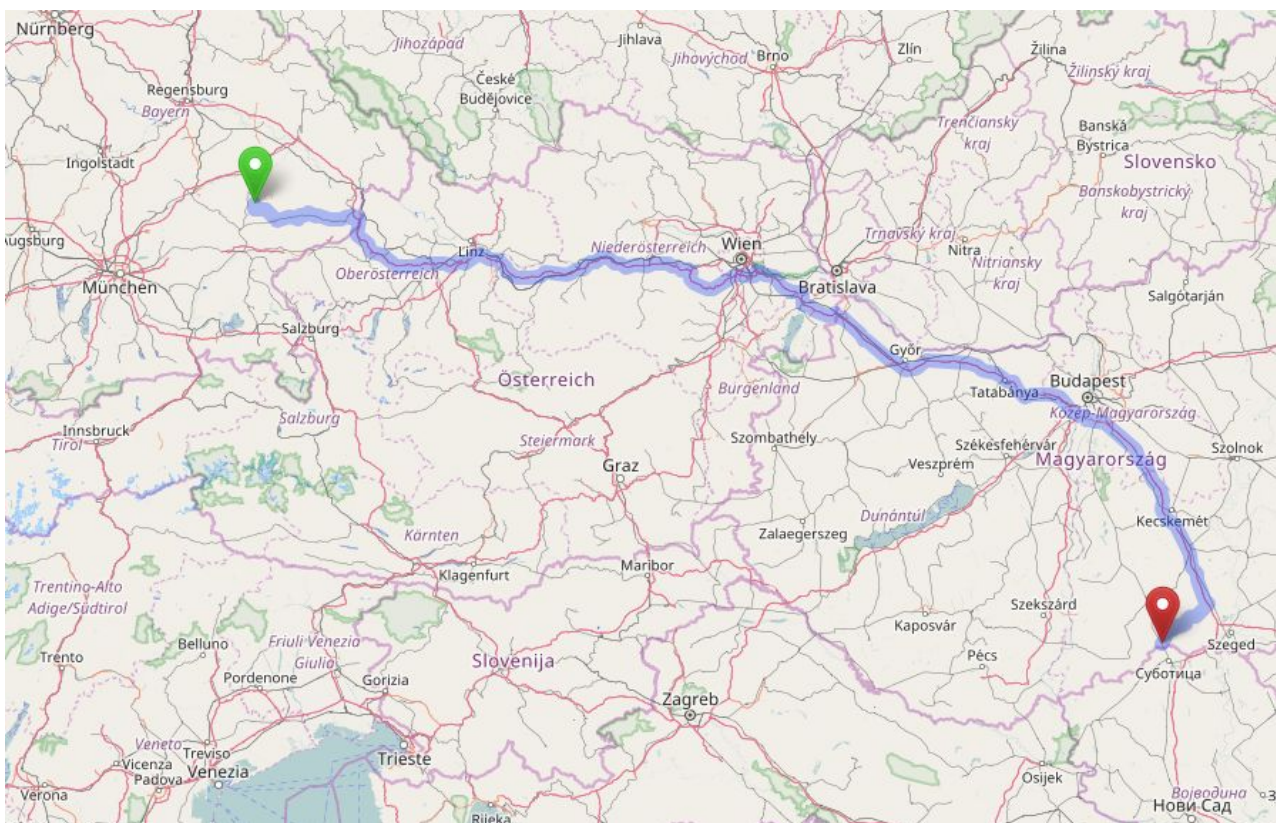 Nürnberg
Jihlava
Jihozápad
Jihovýchod
Brno
Zlín
Žilina
Žilinský kraj
České
Budějovice
Regensburg
Bayern
Trenčiansky
kraj
Banská
Bystrica
Slovensko
Ingolstadt
Banskobystrický
kraj
Augsburg
Linz
Niederösterreich
Wien
Trnavský kraj
Nitra
Nitriansky
kraj
München
Oberösterreich
Bratislava
Salgótarján
Salzburg
Győr
Österreich
Burgenland
Tatabánya
Budapest
Salzburg
Közép-Magyarország
Innsbruck
Tirol
Steiermark
Szombathely
Székesfehérvár
Szolnok
Graz
Veszprém
Magyarország
Dunántúl
Kecskemét
Kärnten
Zalaegerszeg
Klagenfurt
Maribor
Trentino-Alto
Adige/Südtirol
Szekszárd
Kaposvár
Belluno
Friuli Venezia
Giulia
Szeged
Trento
Slovenija
Pécs
Суботица
Pordenone
Gorizia
Zagreb
Veneto
Treviso
Trieste
Vicenza
Padova
Venezia
Osijek
Verona
Војводина
Rijeka
Нови Сад